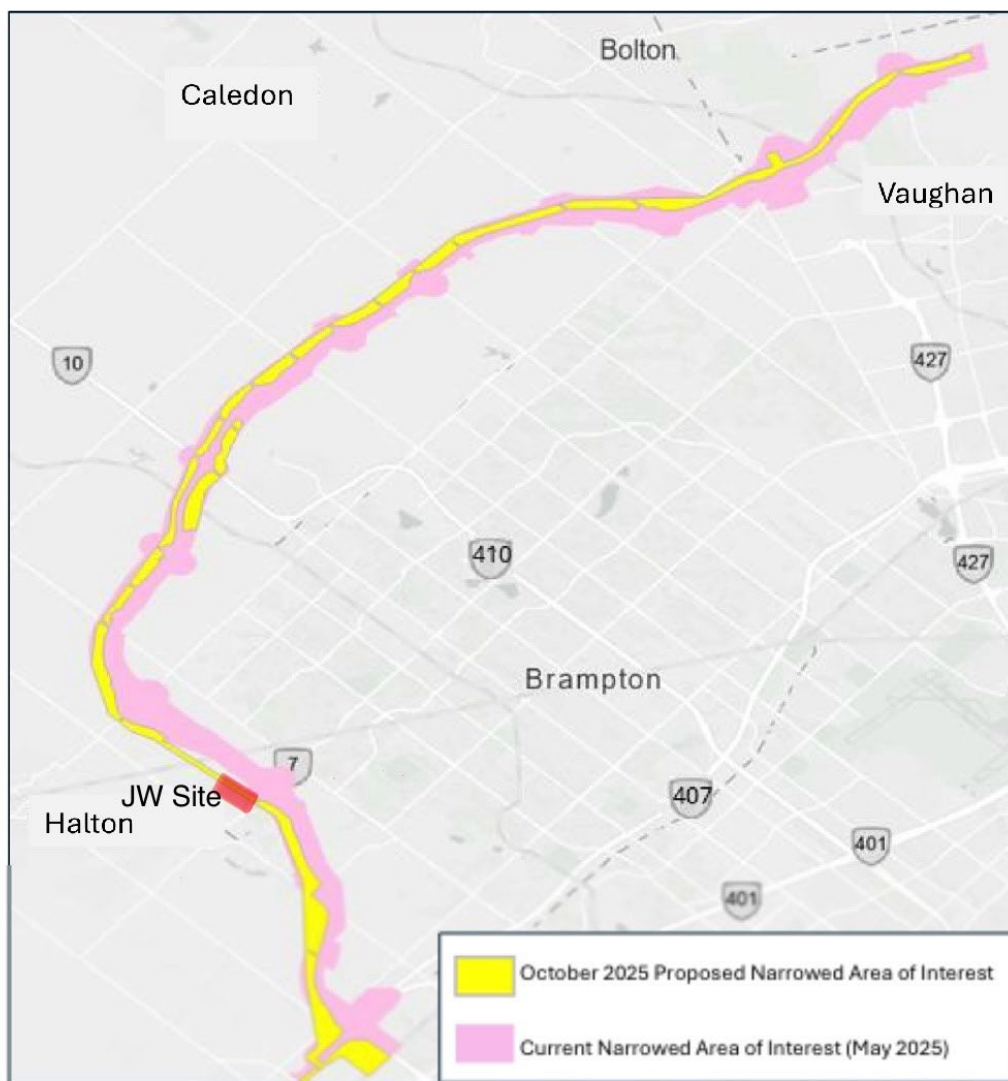 Bolton
Caledon
Vaughan
10
427
410
427
Brampton
7
JW Site
407
Halton
401
401
October 2025 Proposed Narrowed Area of Interest
Current Narrowed Area of Interest (May 2025)